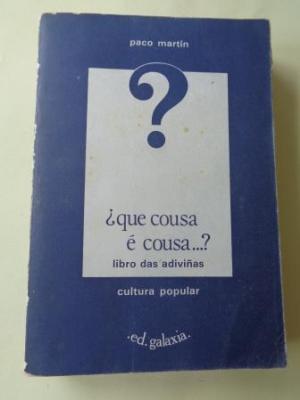 paco martín
?
¿que cousa
é cousa...?
libro das adiviñas
cultura popular
.ed. galaxia.